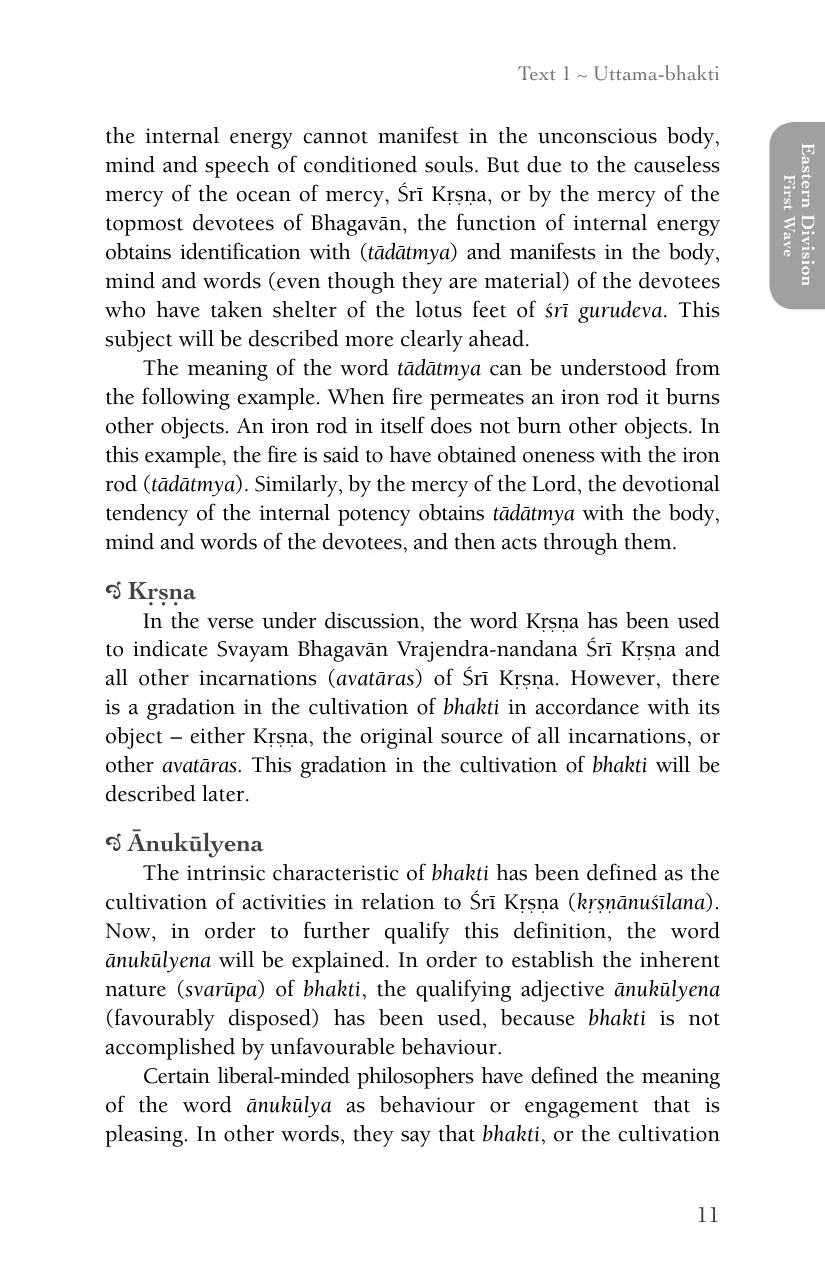 Text 1 ~ Uttama-bhakti
Eastern Division
First Wave
the internal energy cannot manifest in the unconscious body,
mind and speech of conditioned souls. But due to the causeless
mercy of the ocean of mercy, Śrī Kṛṣṇa, or by the mercy of the
topmost devotees of Bhagavān, the function of internal energy
obtains identification with (tādātmya) and manifests in the body,
mind and words (even though they are material) of the devotees
who have taken shelter of the lotus feet of śrī gurudeva. This
subject will be described more clearly ahead.
The meaning of the word tādātmya can be understood from
the following example. When fire permeates an iron rod it burns
other objects. An iron rod in itself does not burn other objects. In
this example, the fire is said to have obtained oneness with the iron
rod (tādātmya). Similarly, by the mercy of the Lord, the devotional
tendency of the internal potency obtains tādātmya with the body,
mind and words of the devotees, and then acts through them.
Kṛṣṇa
In the verse under discussion, the word Kṛṣṇa has been used
to indicate Svayam Bhagavān Vrajendra-nandana Śrī Kṛṣṇa and
all other incarnations (avatāras) of Śrī Kṛṣṇa. However, there
is a gradation in the cultivation of bhakti in accordance with its
object – either Kṛṣṇa, the original source of all incarnations, or
other avatāras. This gradation in the cultivation of bhakti will be
described later.
Ānukūlyena
The intrinsic characteristic of bhakti has been defined as the
cultivation of activities in relation to Śrī Kṛṣṇa (kṛṣṇānuśīlana).
Now, in order to further qualify this definition, the word
ānukūlyena will be explained. In order to establish the inherent
nature (svarūpa) of bhakti, the qualifying adjective ānukūlyena
(favourably disposed) has been used, because bhakti is not
accomplished by unfavourable behaviour.
Certain liberal-minded philosophers have defined the meaning
of the word ānukūlya as behaviour or engagement that is
pleasing. In other words, they say that bhakti, or the cultivation
11